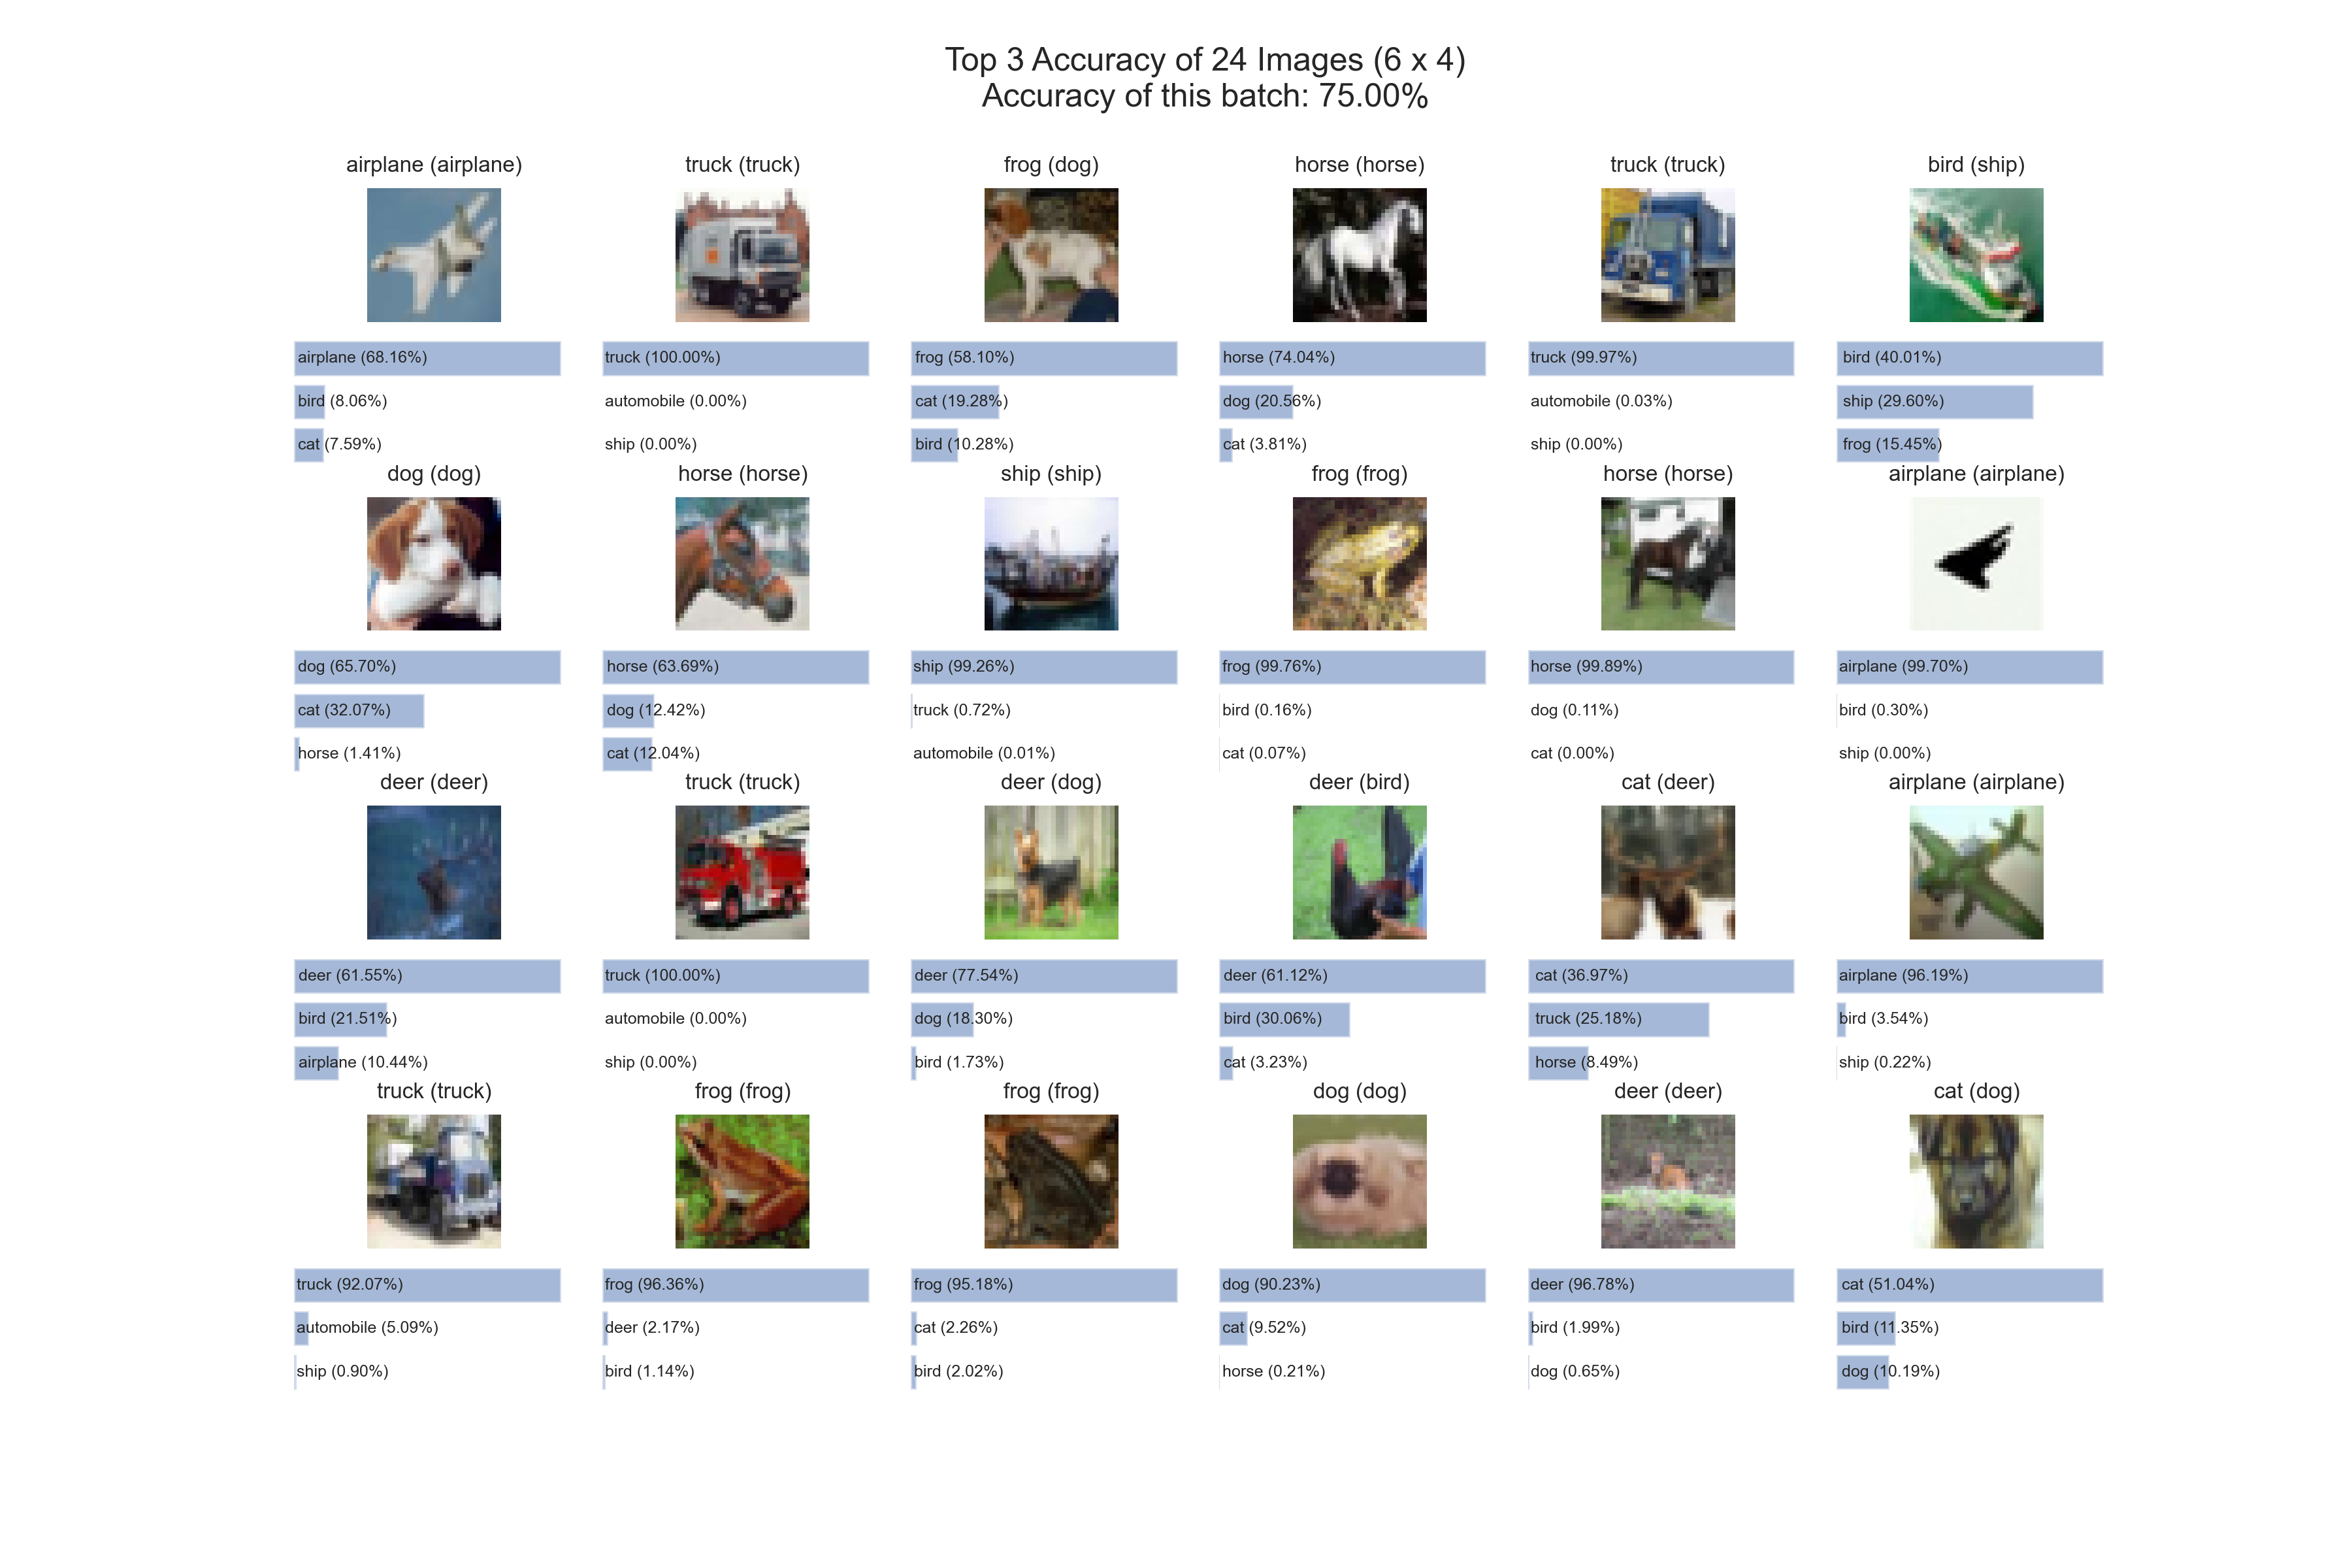 Top 3 Accuracy of 24 Images (6 x 4)
Accuracy of this batch: 75.00%
airplane (airplane)
airplane (68.16%)
bird (8.06%)
cat (7.59%)
truck (truck)
truck (100.00%)
automobile (0.00%)
ship (0.00%)
frog (dog)
frog (58.10%)
cat (19.28%)
bird (10.28%)
horse (horse)
horse (74.04%)
dog (20.56%)
cat (3.81%)
truck (truck)
truck (99.97%)
automobile (0.03%)
ship (0.00%)
bird (ship)
bird (40.01%)
ship (29.60%)
frog (15.45%)
dog (dog)
dog (65.70%)
cat (32.07%)
horse (1.41%)
horse (horse)
horse (63.69%)
dog (12.42%)
cat (12.04%)
ship (ship)
ship (99.26%)
truck (0.72%)
automobile (0.01%)
frog (frog)
frog (99.76%)
bird (0.16%)
cat (0.07%)
horse (horse)
horse (99.89%)
dog (0.11%)
cat (0.00%)
airplane (airplane)
airplane (99.70%)
bird (0.30%)
ship (0.00%)
deer (deer)
deer (61.55%)
bird (21.51%)
airplane (10.44%)
truck (truck)
truck (100.00%)
automobile (0.00%)
ship (0.00%)
deer (dog)
deer (77.54%)
dog (18.30%)
bird (1.73%)
deer (bird)
deer (61.12%)
bird (30.06%)
cat (3.23%)
cat (deer)
cat (36.97%)
truck (25.18%)
horse (8.49%)
airplane (airplane)
airplane (96.19%)
bird (3.54%)
ship (0.22%)
truck (truck)
truck (92.07%)
automobile (5.09%)
ship (0.90%)
frog (frog)
frog (96.36%)
deer (2.17%)
bird (1.14%)
frog (frog)
frog (95.18%)
cat (2.26%)
bird (2.02%)
dog (dog)
dog (90.23%)
cat (9.52%)
horse (0.21%)
deer (deer)
deer (96.78%)
bird (1.99%)
dog (0.65%)
cat (dog)
cat (51.04%)
bird (11.35%)
dog (10.19%)